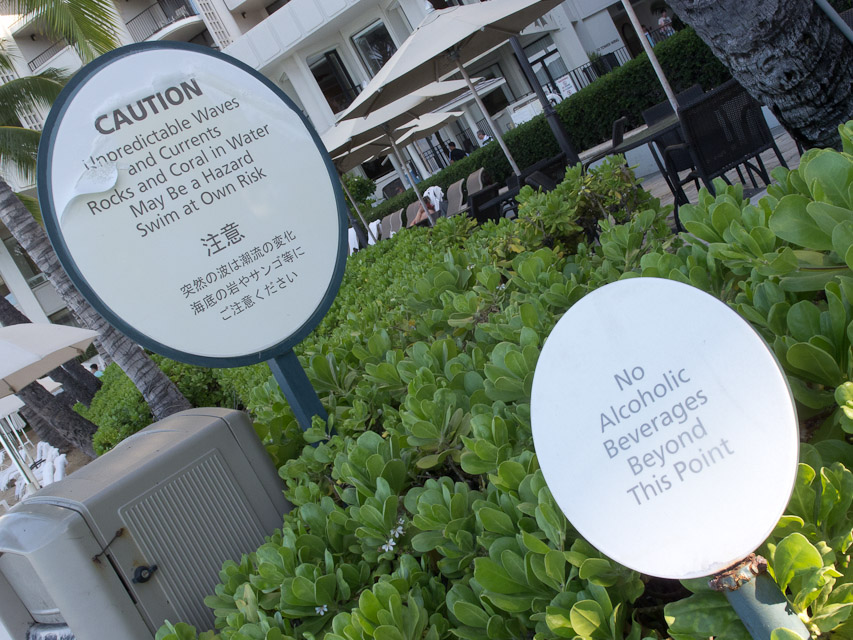 CAUTION
Unpredictable Waves
and Currents
Rocks and Coral in Water
May Be a Hazard
Swim at Own Risk
注意
突然の波は潮流の変化
海底の岩やサンゴ等に
ご注意ください
No
Alcoholic
Beverages
Beyond
This Point